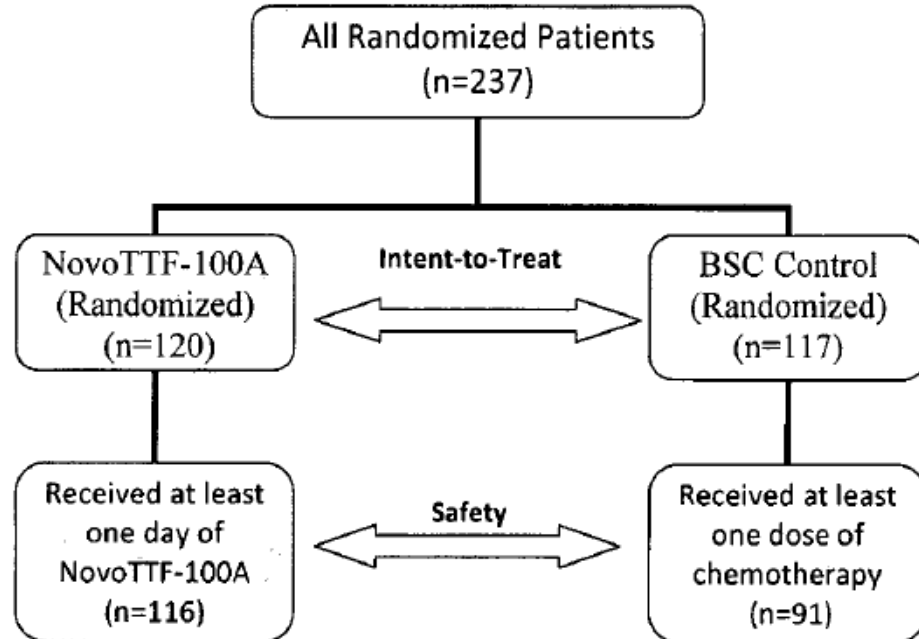 All Randomized Patients
(n=237)
NovoTTF-100A
(Randomized)
(n=120)
Intent-to-Treat
BSC Control
(Randomized)
(n=117)
Received at least
one day of
NovoTTF-100A
(n=116)
Safety
Received at least
one dose of
chemotherapy
(n=91)